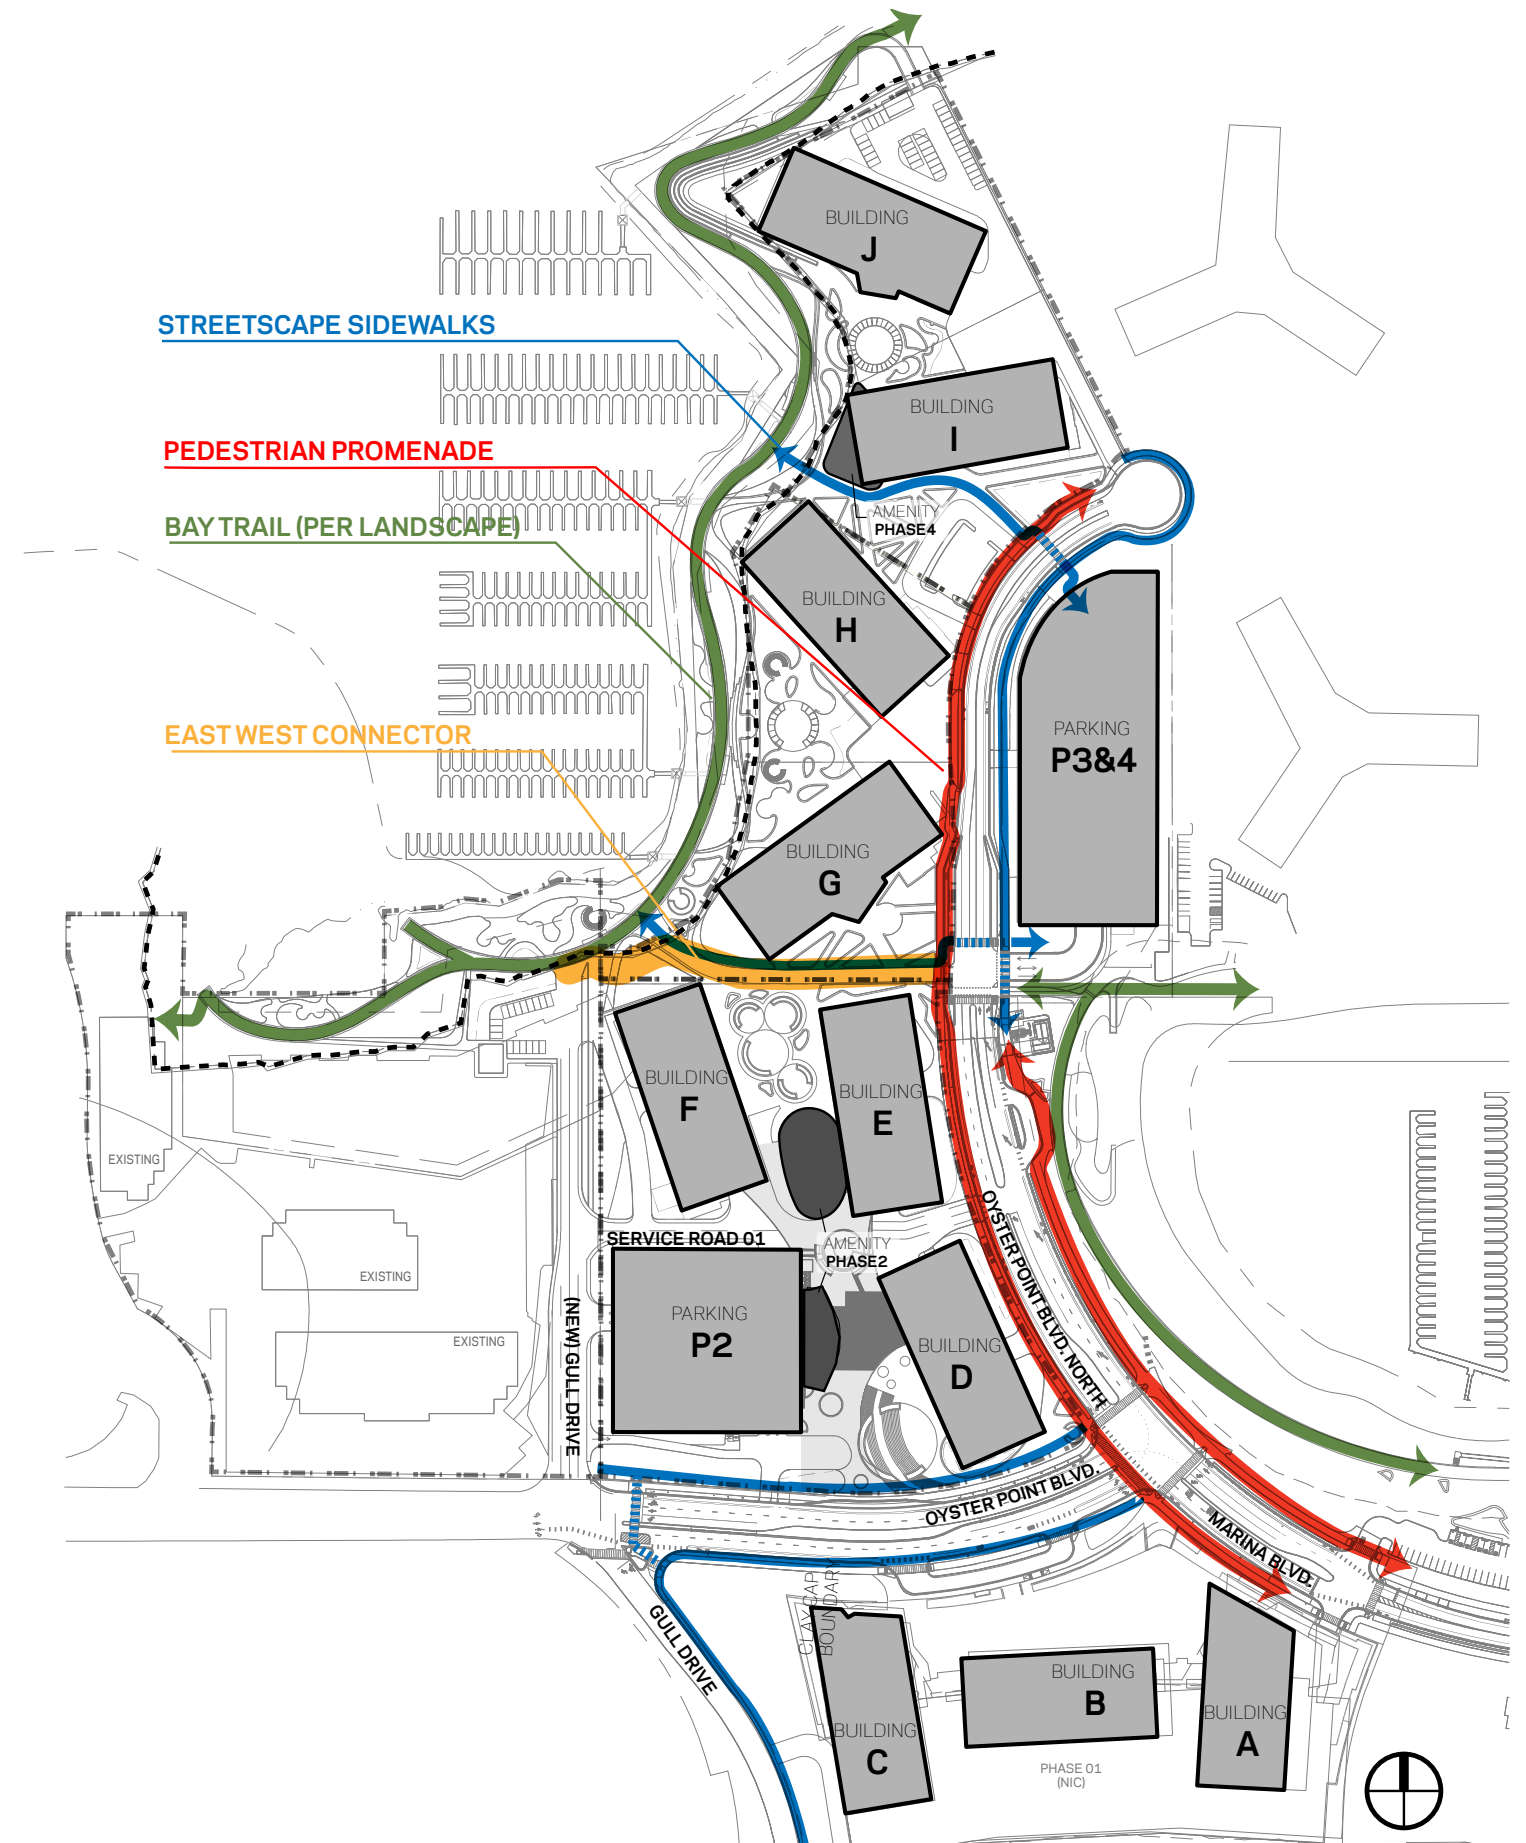 BUILDING
J
STREETSCAPE SIDEWALKS
BUILDING
I
PEDESTRIAN PROMENADE
AMENITY
PHASE4
BAY TRAIL (PER LANDSCAPE)
BUILDING
H
PARKING
P3&4
EAST WEST CONNECTOR
BUILDING
G
BUILDING
F
BUILDING
E
EXISTING
SERVICE ROAD 01
AMENITY
PHASE2
EXISTING
OYSTER POINT BLVD. NORTH
PARKING
P2
EXISTING
BUILDING
D
(NEW) GULL DRIVE
OYSTER POINT BLVD.
MARINA BLVD.
CLAY CAP
BOUNDARY
GULL DRIVE
BUILDING
C
BUILDING
B
BUILDING
A
PHASE 01
(NIC)